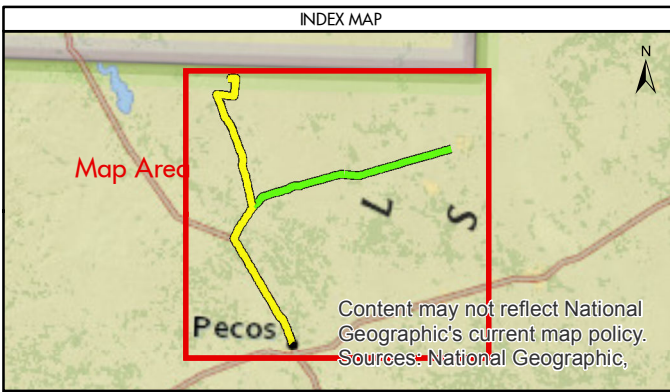 INDEX MAP
N
Map Area
L
S
Pecos
Content may not reflect National
Geographic's current map policy.
Sources: National Geographic,